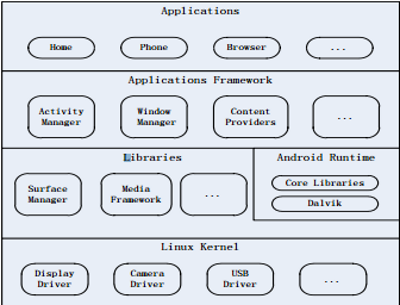 Applications
Home
Phone
Browser
...
Applications Framework
Activity
Manager
Window
Manager
Content
Providers
...
Libraries
Surface
Manager
Media
Framework
...
Android Runtime
Core Libraries
Dalvik
Linux Kernel
Display
Driver
Camera
Driver
USB
Driver
...